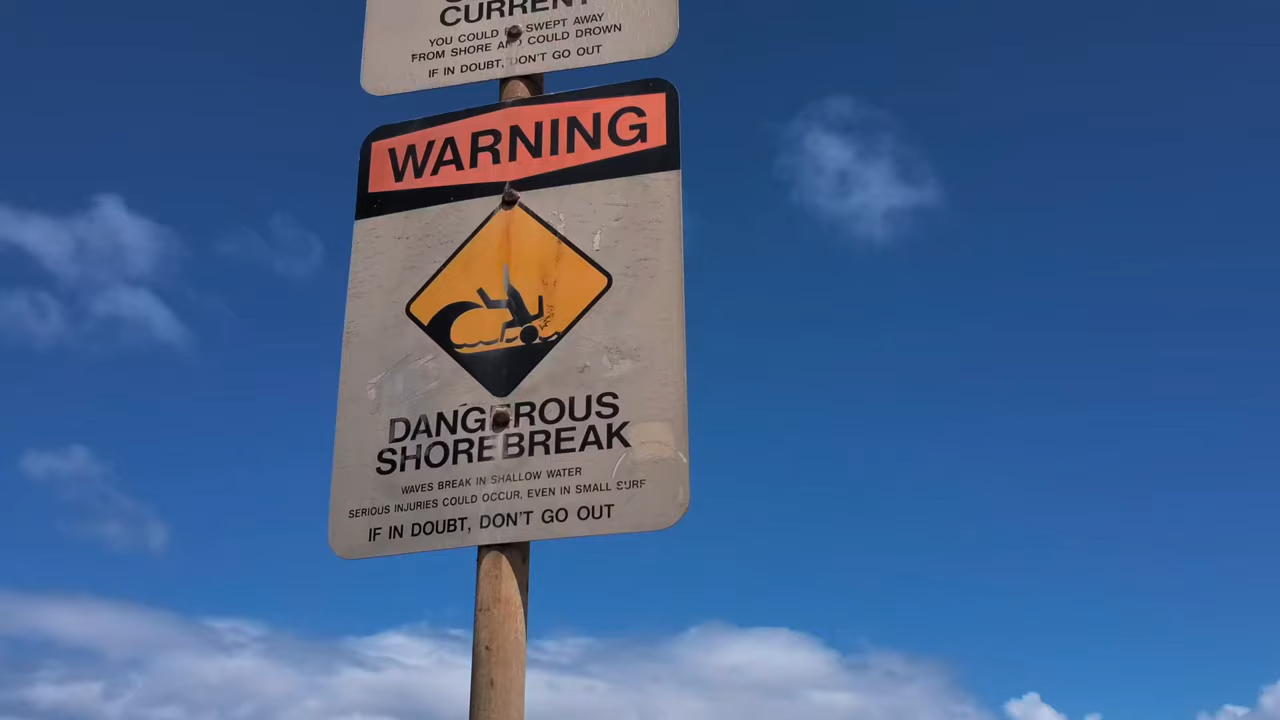 CURRENT
YOU COULD BE SWEPT AWAY
FROM SHORE AND COULD DROWN
IF IN DOUBT, DON'T GO OUT
WARNING
DANGEROUS
SHOREBREAK
WAVES BREAK IN SHALLOW WATER
SERIOUS INJURIES COULD OCCUR, EVEN IN SMALL SURF
IF IN DOUBT, DON'T GO OUT